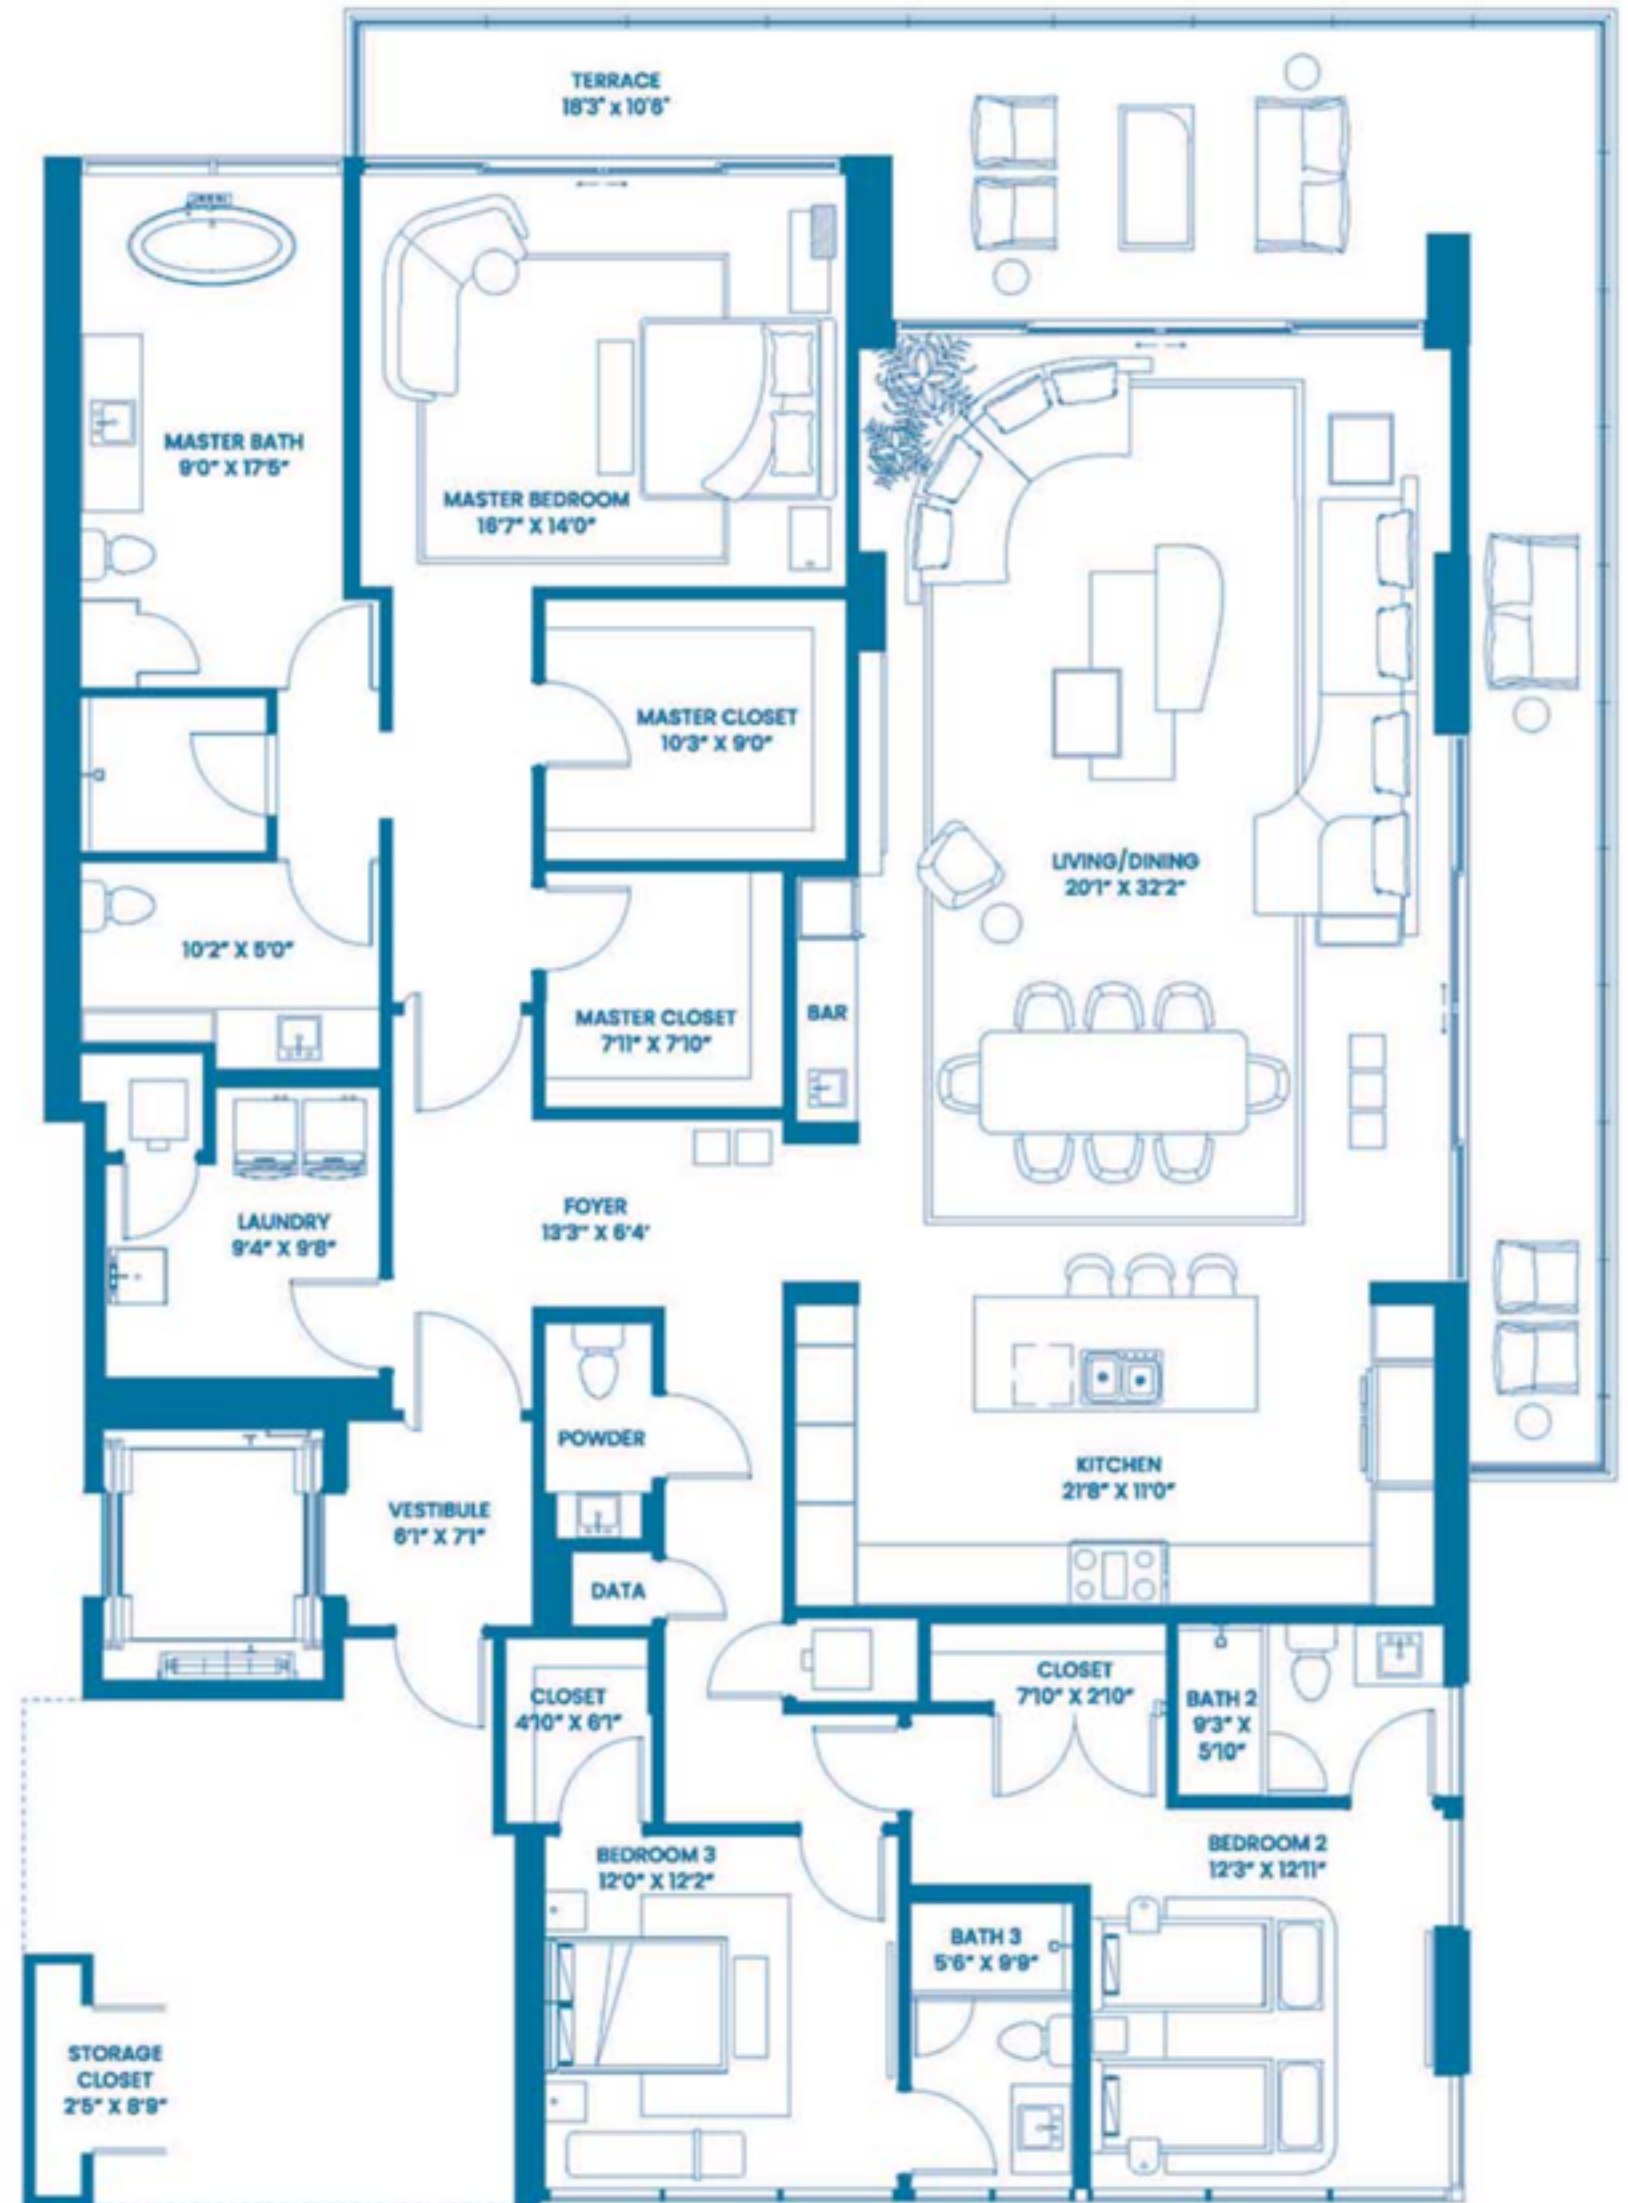 TERRACE
18'3" x 10'6"
MASTER BATH
9'0" X 17'5"
MASTER BEDROOM
16'7" X 14'0"
MASTER CLOSET
10'3" X 9'0"
LIVING/DINING
20'1" X 32'2"
10'2" X 5'0"
MASTER CLOSET
7'11" X 7'10"
BAR
FOYER
13'3" X 6'4'
LAUNDRY
9'4" X 9'8"
POWDER
KITCHEN
21'8" X 11'0"
VESTIBULE
6'1" X 7'1"
DATA
CLOSET
4'10" X 6'1"
CLOSET
7'10" X 2'10"
BATH 2
9'3" X
5'10"
BEDROOM 3
12'0" X 12'2"
BEDROOM 2
12'3" X 12'11"
BATH 3
5'6" X 9'9"
STORAGE
CLOSET
2'5" X 8'9"